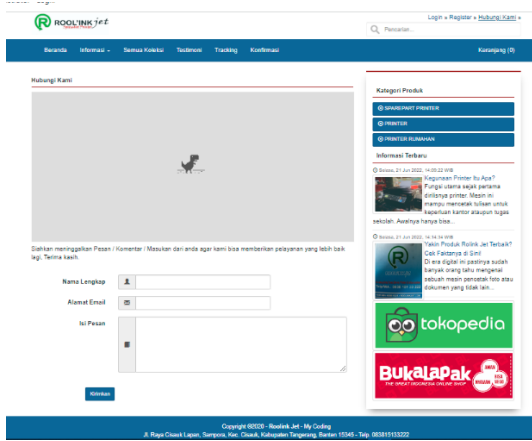 ROOL'INK jet
Login » Register » Hubungi Kami »
Pencarian..
Beranda Informasi Semua Koleksi Testimoni Tracking Konfirmasi Keranjang (0)
Hubungi Kami
Silahkan meninggalkan Pesan / Komentar / Masukan dari anda agar kami bisa memberikan pelayanan yang lebih baik
lagi. Terima kasih.
Nama Lengkap
Alamat Email
Isi Pesan
Kirimkan
Kategori Produk
SPAREPART PRINTER
PRINTER
PRINTER RUMAHAN
Informasi Terbaru
Selasa, 21 Jun 2022, 14:05:22 WIB
Kegunaan Printer Itu Apa?
Fungsi utama sejak pertama
dirilisnya printer. Mesin ini
mampu mencetak tulisan untuk
keperluan kantor ataupun tugas
sekolah. Awalnya hanya bisa...
Selasa, 21 Jun 2022, 14:14:14 WIB
Yakin Produk Rolink Jet Terbaik?
Cek Faktanya di Sini!
Di era digital ini pastinya sudah
banyak orang tahu mengenai
sebuah mesin pencetak foto atau
dokumen yang tidak lain...
tokopedia
BukaLapak
THE GREAT INDONESIA ONLINE SHOP
Copyright ©2020 - Roolink Jet - My Coding
Jl. Raya Cisauk Lapan, Sampora, Kec. Cisauk, Kabupaten Tangerang, Banten 15345 - Telp. 083815133222